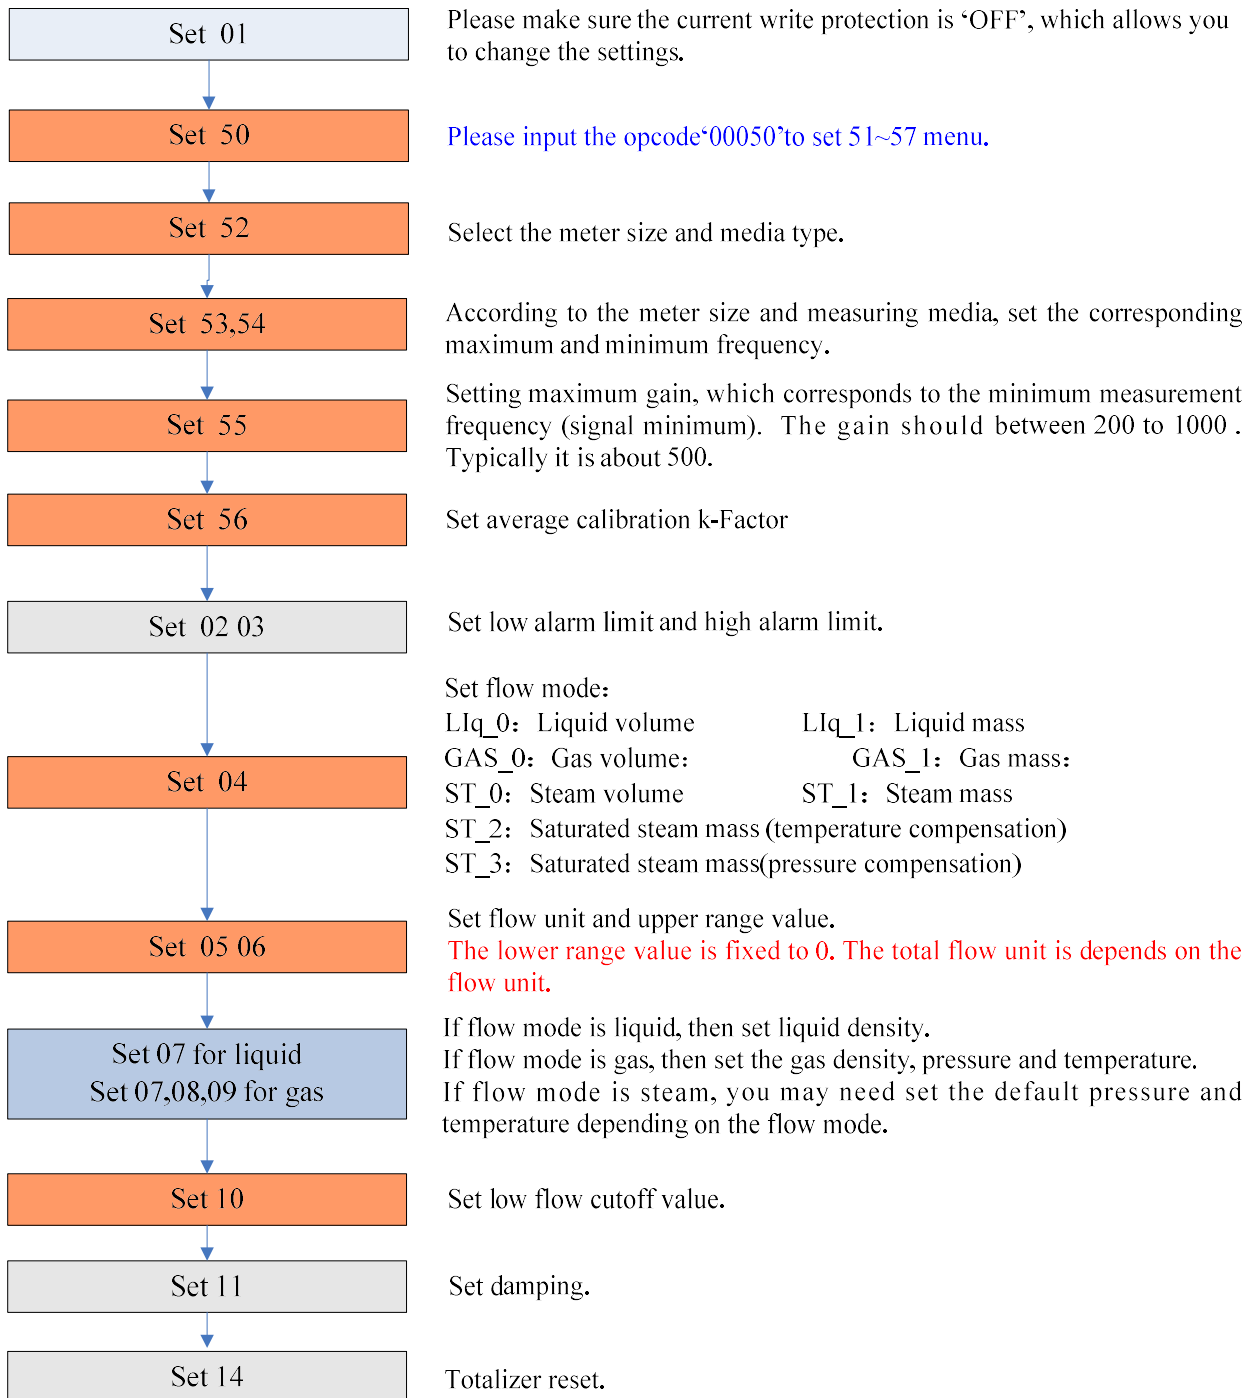 Set 01
Please make sure the current write protection is ‘OFF’, which allows you
to change the settings.
Set 50
Please input the opcode‘00050’to set 51~57 menu.
Set 52
Select the meter size and media type.
Set 53,54
According to the meter size and measuring media, set the corresponding
maximum and minimum frequency.
Set 55
Setting maximum gain, which corresponds to the minimum measurement
frequency (signal minimum). The gain should between 200 to 1000 .
Typically it is about 500.
Set 56
Set average calibration k-Factor
Set 02 03
Set low alarm limit and high alarm limit.
Set 04
Set flow mode：
LIq_0：Liquid volume LIq_1：Liquid mass
GAS_0：Gas volume： GAS_1：Gas mass：
ST_0：Steam volume ST_1：Steam mass
ST_2：Saturated steam mass (temperature compensation)
ST_3：Saturated steam mass(pressure compensation)
Set 05 06
Set flow unit and upper range value.
The lower range value is fixed to 0. The total flow unit is depends on the
flow unit.
Set 07 for liquid
Set 07,08,09 for gas
If flow mode is liquid, then set liquid density.
If flow mode is gas, then set the gas density, pressure and temperature.
If flow mode is steam, you may need set the default pressure and
temperature depending on the flow mode.
Set 10
Set low flow cutoff value.
Set 11
Set damping.
Set 14
Totalizer reset.